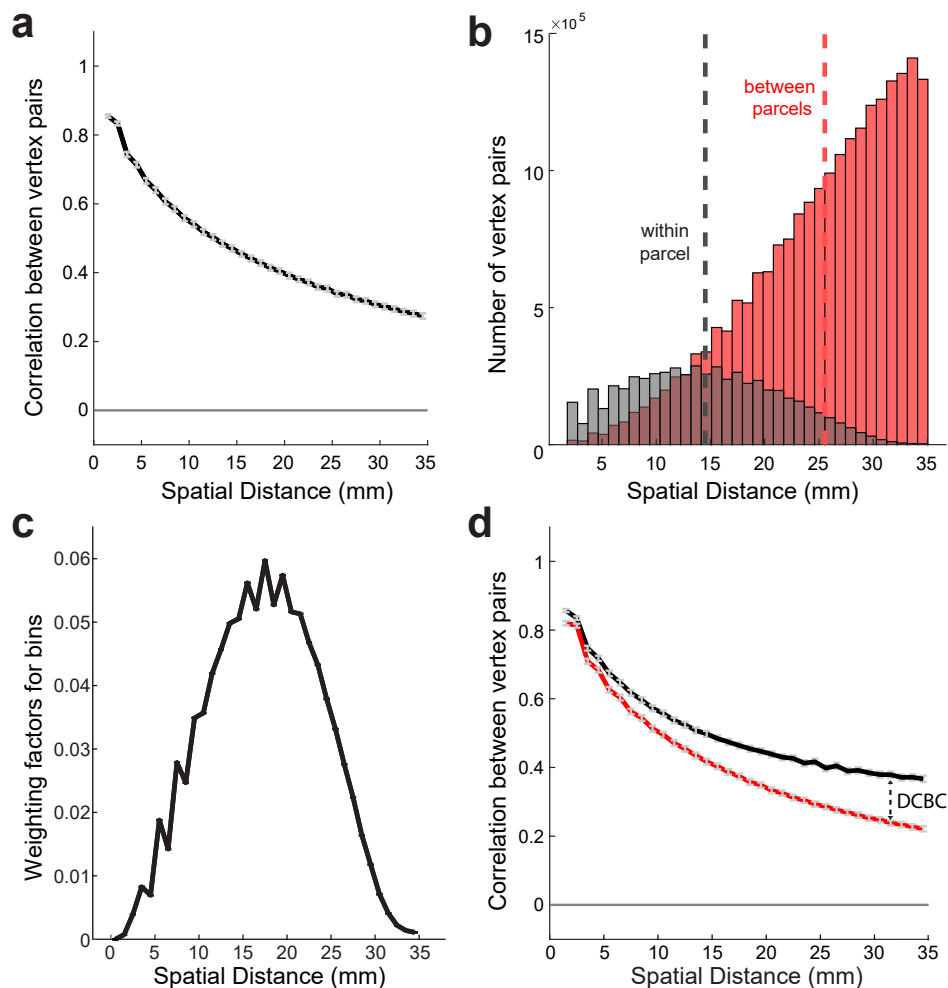 a
Correlation between vertex pairs
1
0.8
0.6
0.4
0.2
0
0 5 10 15 20 25 30 35
Spatial Distance (mm)
b
×10⁵
Number of vertex pairs
15
10
5
0
between
parcels
within
parcel
5 10 15 20 25 30 35
Spatial Distance (mm)
c
Weighting factors for bins
0.06
0.05
0.04
0.03
0.02
0.01
0
0 5 10 15 20 25 30 35
Spatial Distance (mm)
d
Correlation between vertex pairs
1
0.8
0.6
0.4
0.2
0
DCBC
0 5 10 15 20 25 30 35
Spatial Distance (mm)